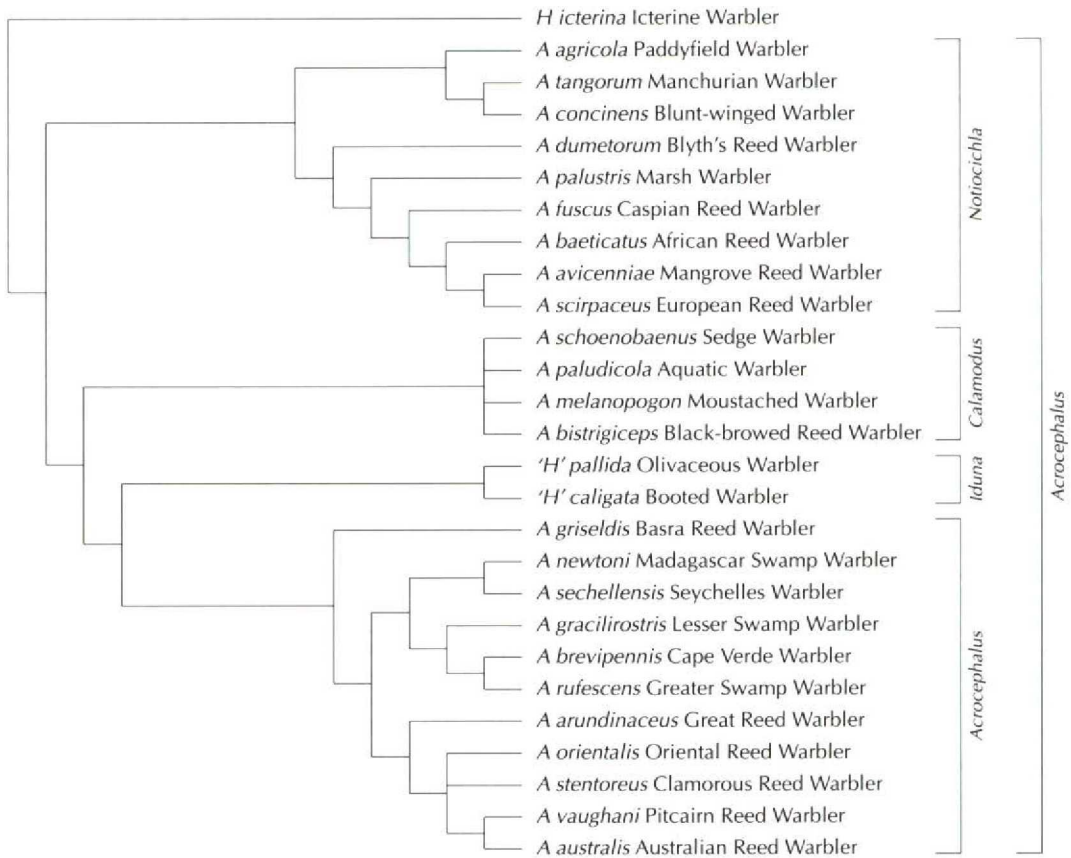 H icterina Icterine Warbler
A agricola Paddyfield Warbler
A tangorum Manchurian Warbler
A concinens Blunt-winged Warbler
A dumetorum Blyth's Reed Warbler
A palustris Marsh Warbler
A fuscus Caspian Reed Warbler
A baeticatus African Reed Warbler
A avicenniae Mangrove Reed Warbler
A scirpaceus European Reed Warbler
Notiocichla
A schoenobaenus Sedge Warbler
A paludicola Aquatic Warbler
A melanopogon Moustached Warbler
A bistrigiceps Black-browed Reed Warbler
Calamodus
'H' pallida Olivaceous Warbler
'H' caligata Booted Warbler
Iduna
A griseldis Basra Reed Warbler
A newtoni Madagascar Swamp Warbler
A sechellensis Seychelles Warbler
A gracilirostris Lesser Swamp Warbler
A brevipennis Cape Verde Warbler
A rufescens Greater Swamp Warbler
A arundinaceus Great Reed Warbler
A orientalis Oriental Reed Warbler
A stentoreus Clamorous Reed Warbler
A vaughani Pitcairn Reed Warbler
A australis Australian Reed Warbler
Acrocephalus
Acrocephalus